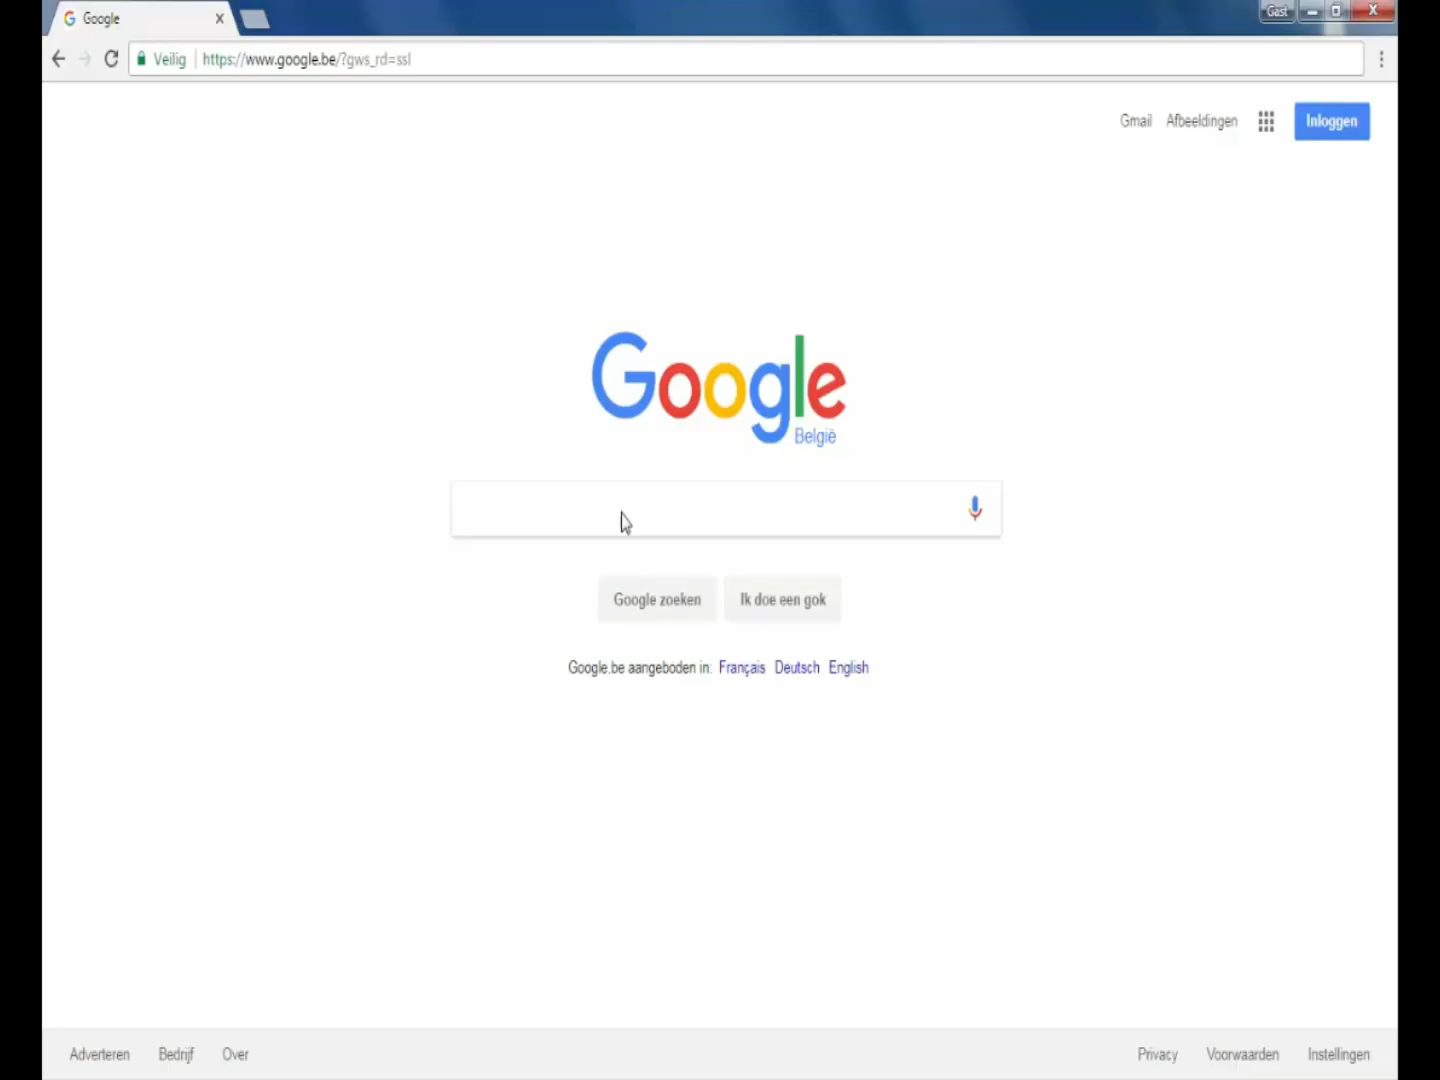 Google
Gast
Veilig
https://www.google.be/?gws_rd=ssl
Gmail Afbeeldingen Inloggen
Google
België
Google zoeken Ik doe een gok
Google.be aangeboden in: Français Deutsch English
Adverteren Bedrijf Over Privacy Voorwaarden Instellingen